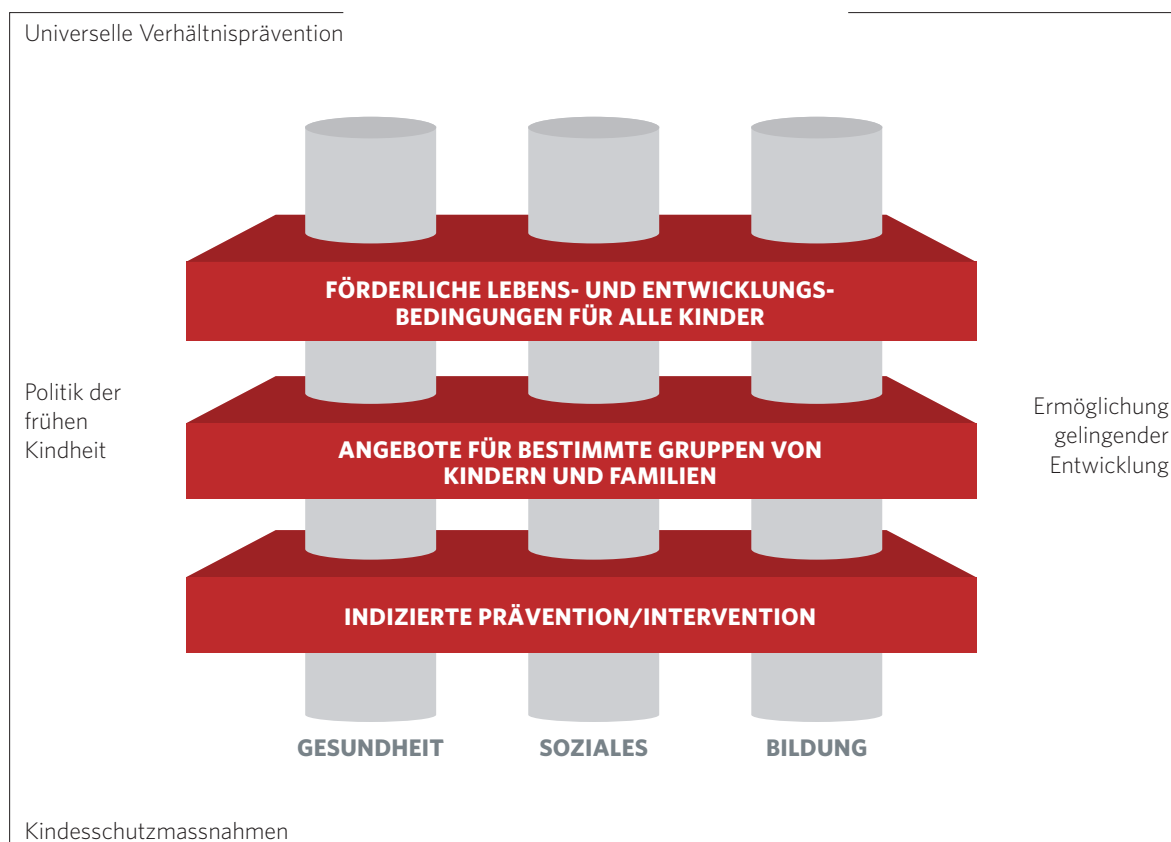 Universelle Verhältnisprävention
FÖRDERLICHE LEBENS- UND ENTWICKLUNGS-
BEDINGUNGEN FÜR ALLE KINDER
Politik der
frühen
Kindheit
ANGEBOTE FÜR BESTIMMTE GRUPPEN VON
KINDERN UND FAMILIEN
Ermöglichung
gelingender
Entwicklung
INDIZIERTE PRÄVENTION/INTERVENTION
GESUNDHEIT
SOZIALES
BILDUNG
Kindesschutzmassnahmen